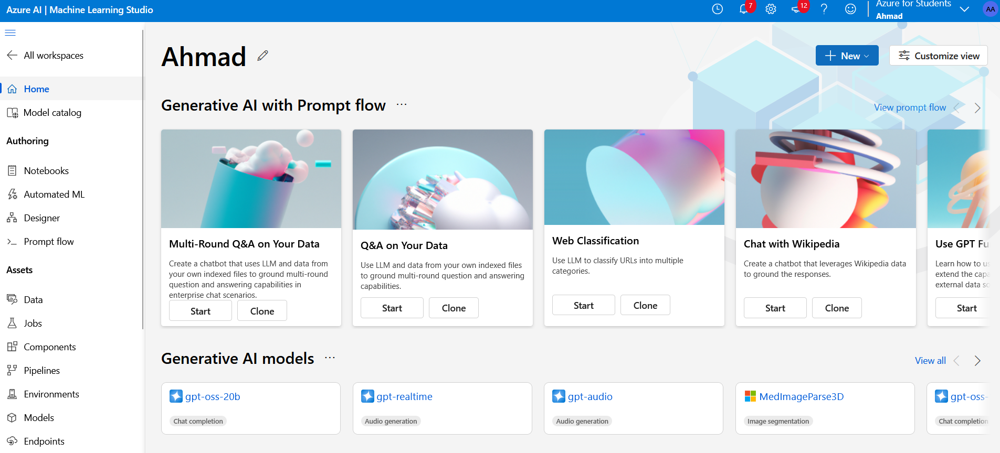 Azure AI | Machine Learning Studio
7
12
Azure for Students
Ahmad
AA
All workspaces
Home
Model catalog
Authoring
Notebooks
Automated ML
Designer
Prompt flow
Assets
Data
Jobs
Components
Pipelines
Environments
Models
Endpoints
Ahmad
New
Customize view
Generative AI with Prompt flow ...
View prompt flow
Multi-Round Q&A on Your Data
Create a chatbot that uses LLM and data from
your own indexed files to ground multi-round
question and answering capabilities in
enterprise chat scenarios.
Start Clone
Q&A on Your Data
Use LLM and data from your own indexed files
to ground multi-round question and answering
capabilities.
Start Clone
Web Classification
Use LLM to classify URLs into multiple
categories.
Start Clone
Chat with Wikipedia
Create a chatbot that leverages Wikipedia data
to ground the responses.
Start Clone
Use GPT Fu
Learn how to us
extend the capa
external data so
Start
Generative AI models ...
View all
gpt-oss-20b
Chat completion
gpt-realtime
Audio generation
gpt-audio
Audio generation
MedImageParse3D
Image segmentation
gpt-oss-
Chat completion